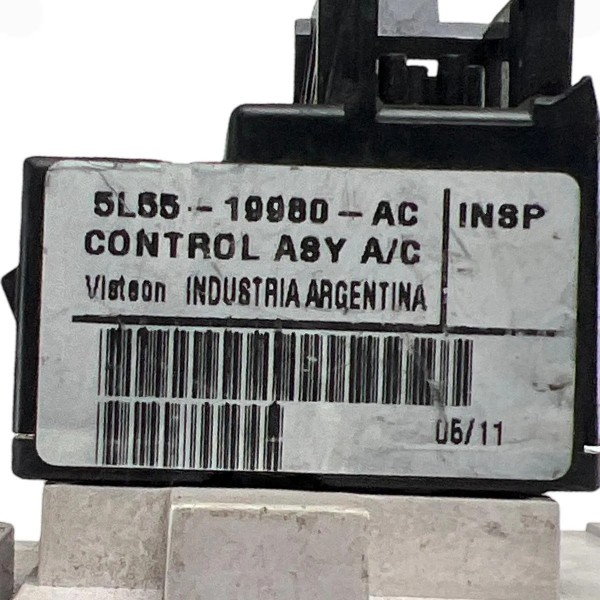 5L55-19980-AC
INSP
CONTROL ASY A/C
Visteon INDUSTRIA ARGENTINA
05/11